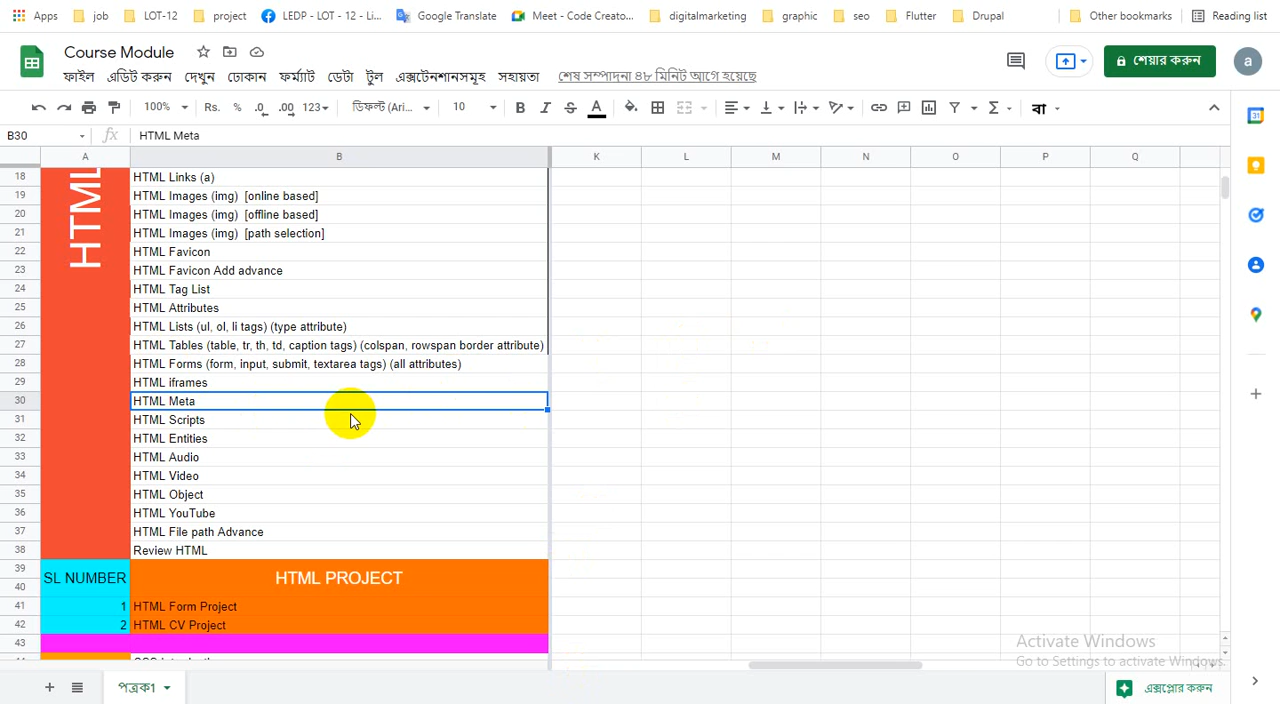 Apps job LOT-12 project LEDP - LOT - 12 - Li... Google Translate Meet - Code Creato... digitalmarketing graphic seo Flutter Drupal Other bookmarks Reading list
Course Module
ফাইল এডিট করুন দেখুন ঢোকান ফর্ম্যাট ডেটা টুল এক্সটেনশানসমূহ সহায়তা শেষ সম্পাদনা ৪৮ মিনিট আগে হয়েছে
শেয়ার করুন a
100% Rs. % .0 .00 123 ডিফল্ট (Ari... 10 B I S A Σ বা
B30 fx HTML Meta
A B K L M N O P Q
HTML
18 HTML Links (a)
19 HTML Images (img) [online based]
20 HTML Images (img) [offline based]
21 HTML Images (img) [path selection]
22 HTML Favicon
23 HTML Favicon Add advance
24 HTML Tag List
25 HTML Attributes
26 HTML Lists (ul, ol, li tags) (type attribute)
27 HTML Tables (table, tr, th, td, caption tags) (colspan, rowspan border attribute)
28 HTML Forms (form, input, submit, textarea tags) (all attributes)
29 HTML iframes
30 HTML Meta
31 HTML Scripts
32 HTML Entities
33 HTML Audio
34 HTML Video
35 HTML Object
36 HTML YouTube
37 HTML File path Advance
38 Review HTML
39
SL NUMBER HTML PROJECT
40
41 1 HTML Form Project
42 2 HTML CV Project
43
Activate Windows
Go to Settings to activate Windows.
পত্রক1 এক্সপ্লোর করুন